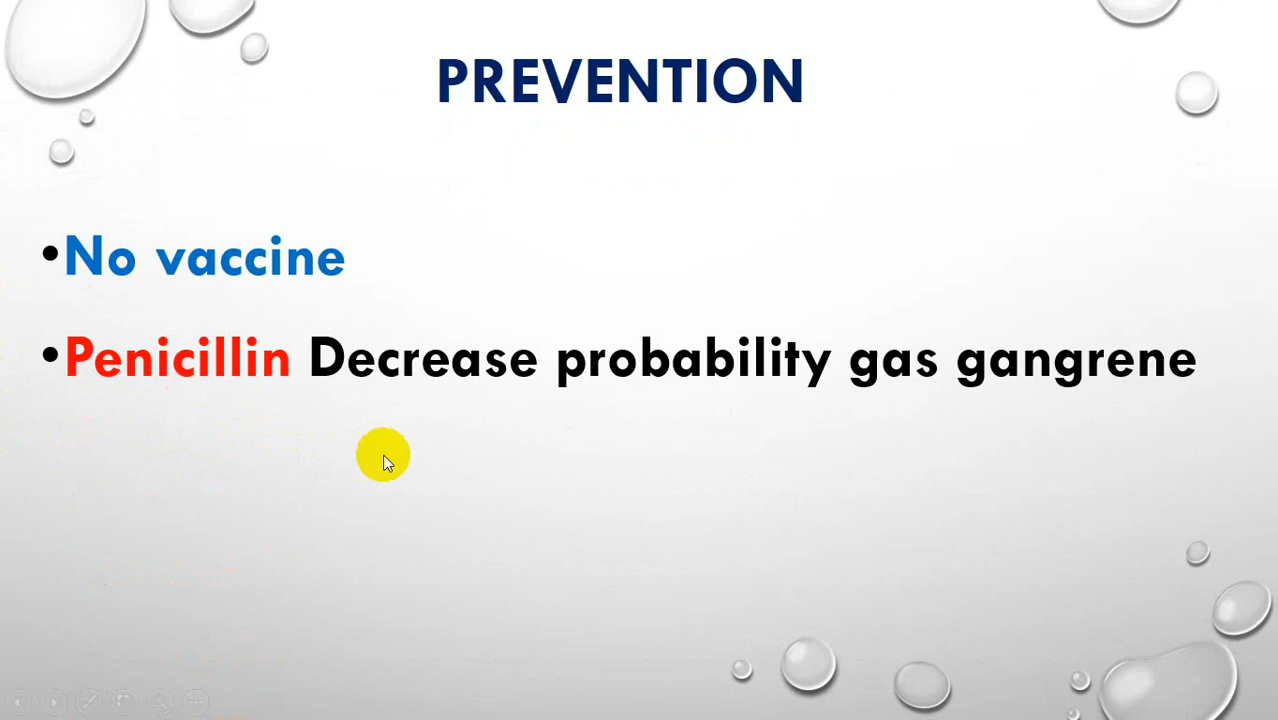 PREVENTION
•No vaccine
•Penicillin Decrease probability gas gangrene